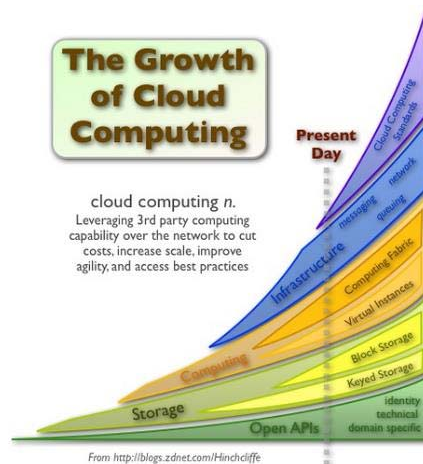 The Growth
of Cloud
Computing
Present
Day
cloud computing n.
Leveraging 3rd party computing
capability over the network to cut
costs, increase scale, improve
agility, and access best practices
Cloud Computing
Standards
network
messaging
queuing
Infrastructure
Computing Fabric
Virtual Instances
Computing
Block Storage
Keyed Storage
Storage
Open APIs
identity
technical
domain specific
From http://blogs.zdnet.com/Hinchcliffe